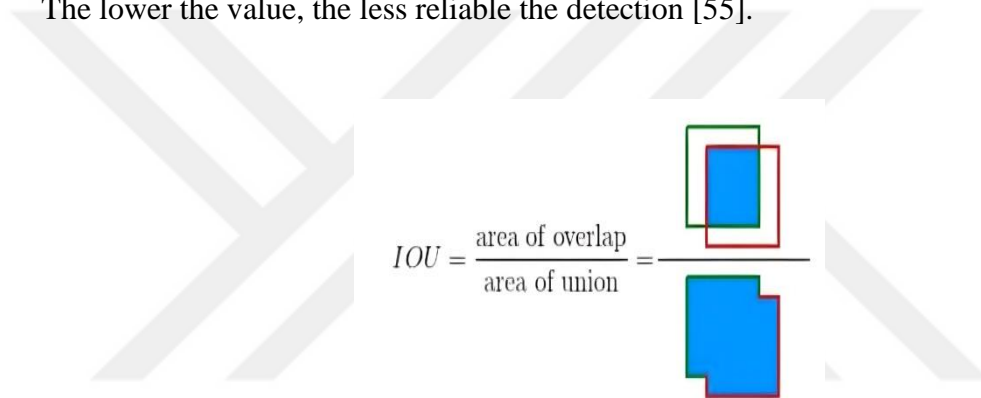 The lower the value, the less reliable the detection [55].
IOU = area of overlap / area of union =